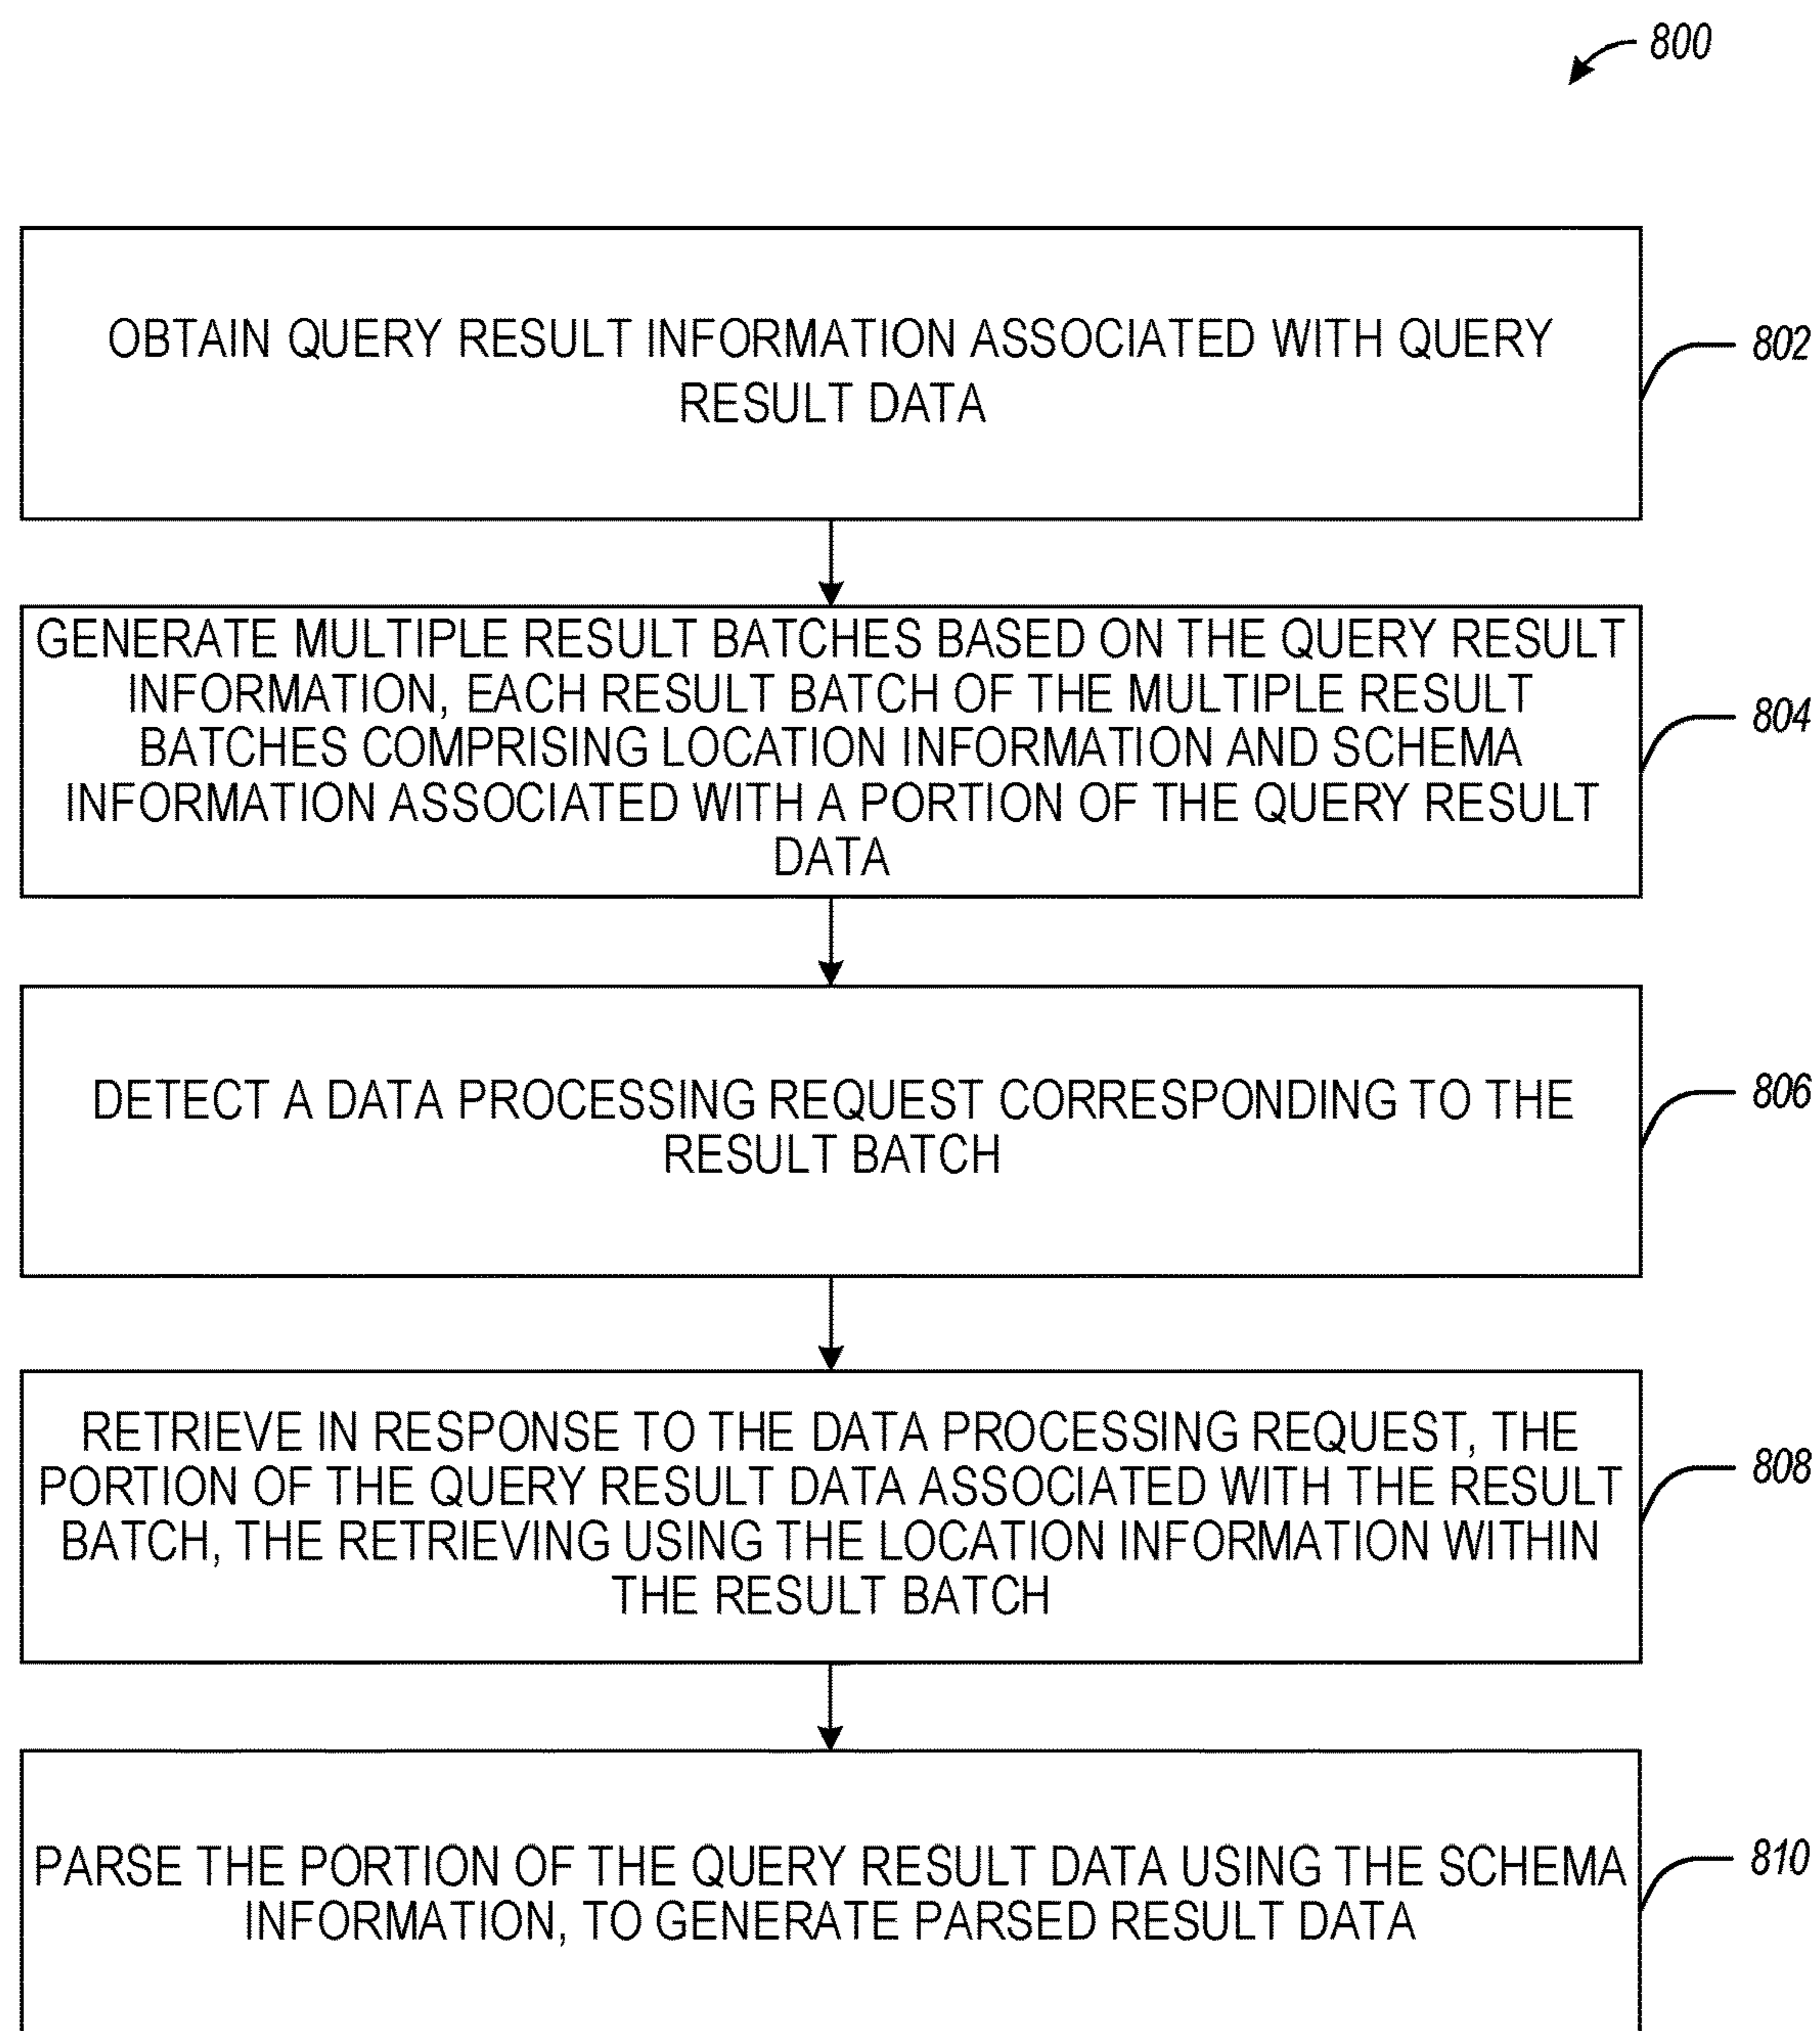 800
OBTAIN QUERY RESULT INFORMATION ASSOCIATED WITH QUERY
RESULT DATA
802
GENERATE MULTIPLE RESULT BATCHES BASED ON THE QUERY RESULT
INFORMATION, EACH RESULT BATCH OF THE MULTIPLE RESULT
BATCHES COMPRISING LOCATION INFORMATION AND SCHEMA
INFORMATION ASSOCIATED WITH A PORTION OF THE QUERY RESULT
DATA
804
DETECT A DATA PROCESSING REQUEST CORRESPONDING TO THE
RESULT BATCH
806
RETRIEVE IN RESPONSE TO THE DATA PROCESSING REQUEST, THE
PORTION OF THE QUERY RESULT DATA ASSOCIATED WITH THE RESULT
BATCH, THE RETRIEVING USING THE LOCATION INFORMATION WITHIN
THE RESULT BATCH
808
PARSE THE PORTION OF THE QUERY RESULT DATA USING THE SCHEMA
INFORMATION, TO GENERATE PARSED RESULT DATA
810